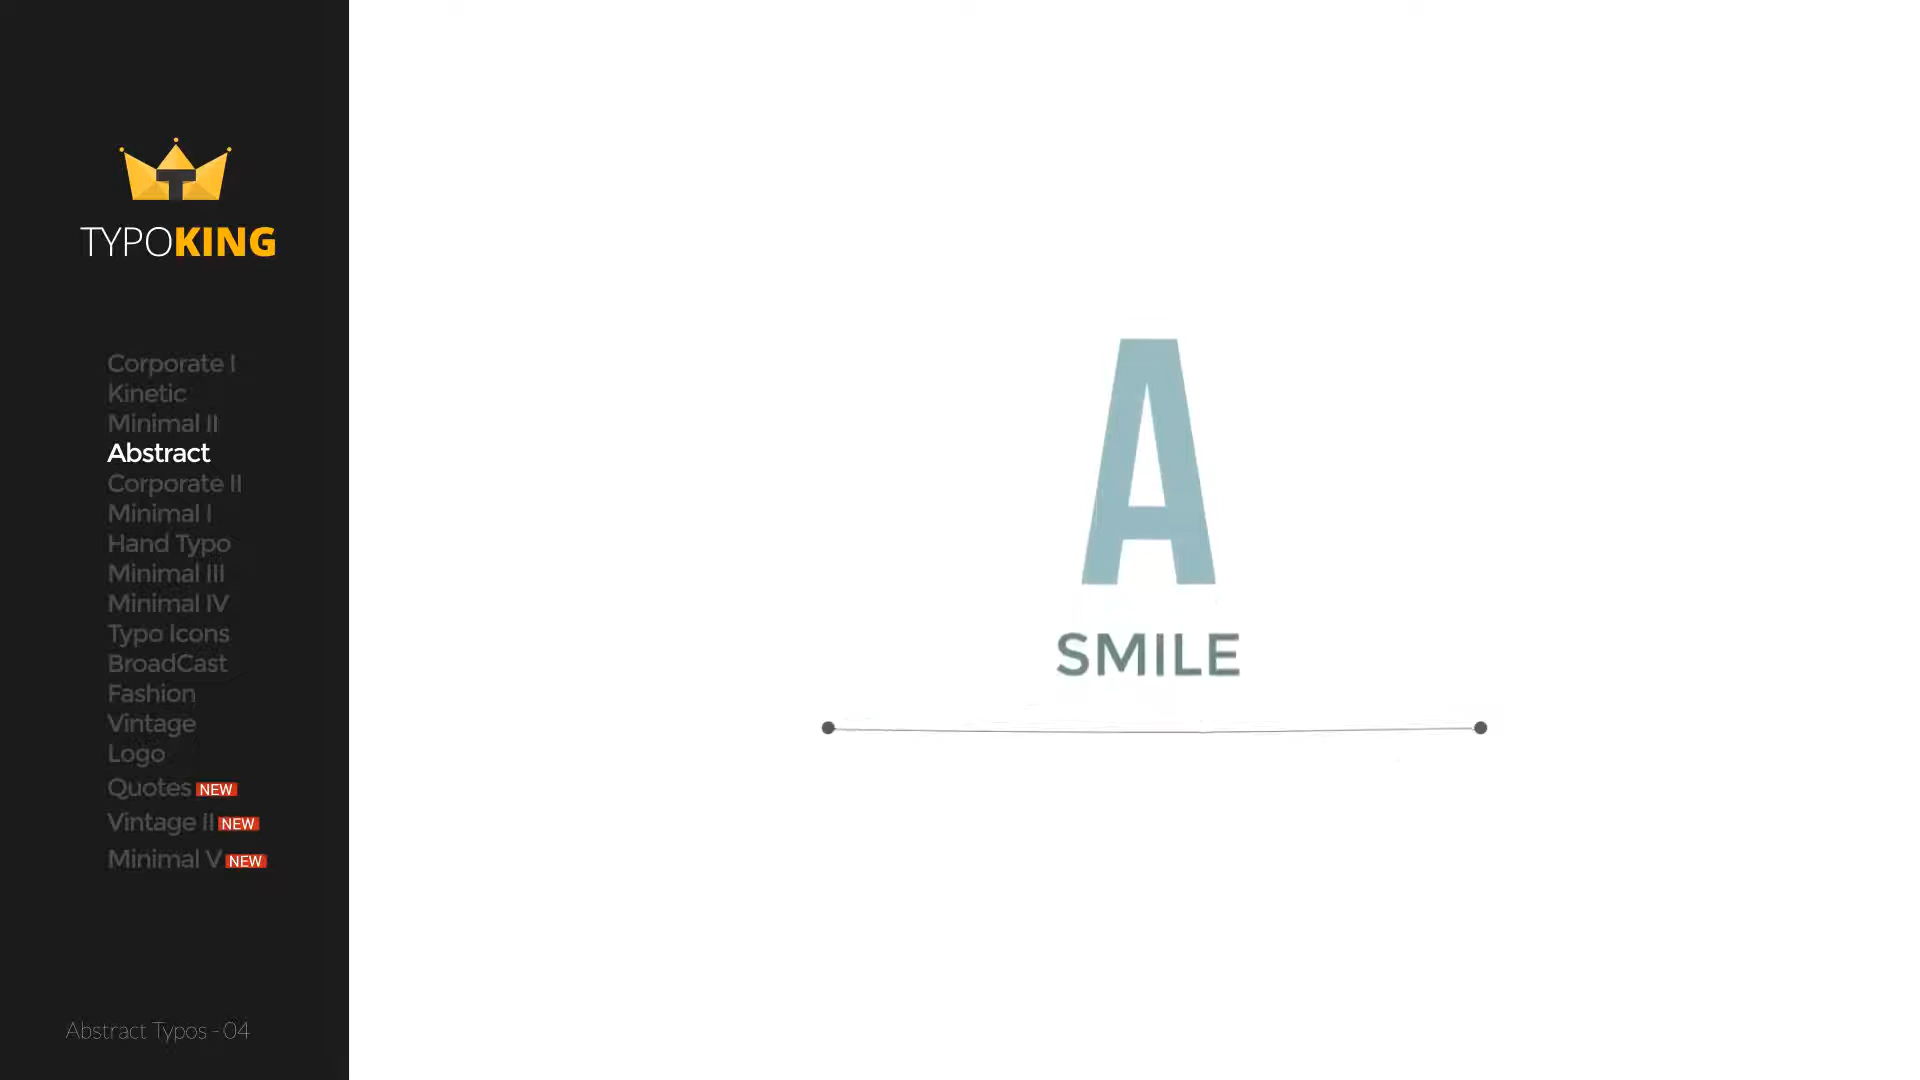 TYPOKING
Corporate I
Kinetic
Minimal II
Abstract
Corporate II
Minimal I
Hand Typo
Minimal III
Minimal IV
Typo Icons
BroadCast
Fashion
Vintage
Logo
Quotes NEW
Vintage II NEW
Minimal V NEW
Abstract Typos - 04
A
SMILE